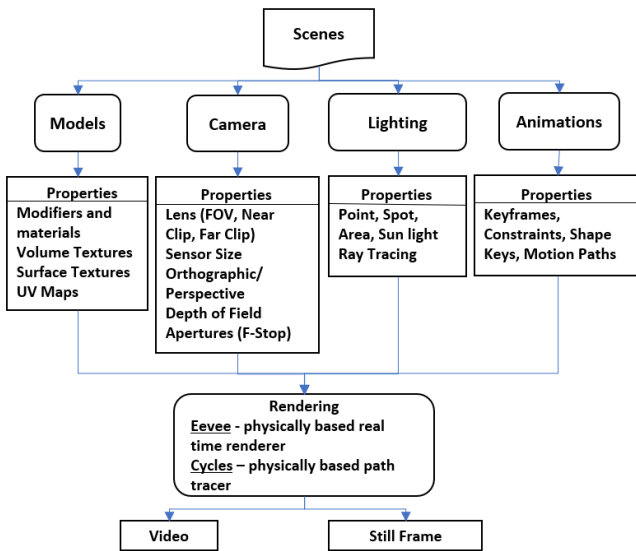 Scenes
Models
Camera
Lighting
Animations
Properties
Modifiers and
materials
Volume Textures
Surface Textures
UV Maps
Properties
Lens (FOV, Near
Clip, Far Clip)
Sensor Size
Orthographic/
Perspective
Depth of Field
Apertures (F-Stop)
Properties
Point, Spot,
Area, Sun light
Ray Tracing
Properties
Keyframes,
Constraints, Shape
Keys, Motion Paths
Rendering
Eevee - physically based real
time renderer
Cycles – physically based path
tracer
Video
Still Frame